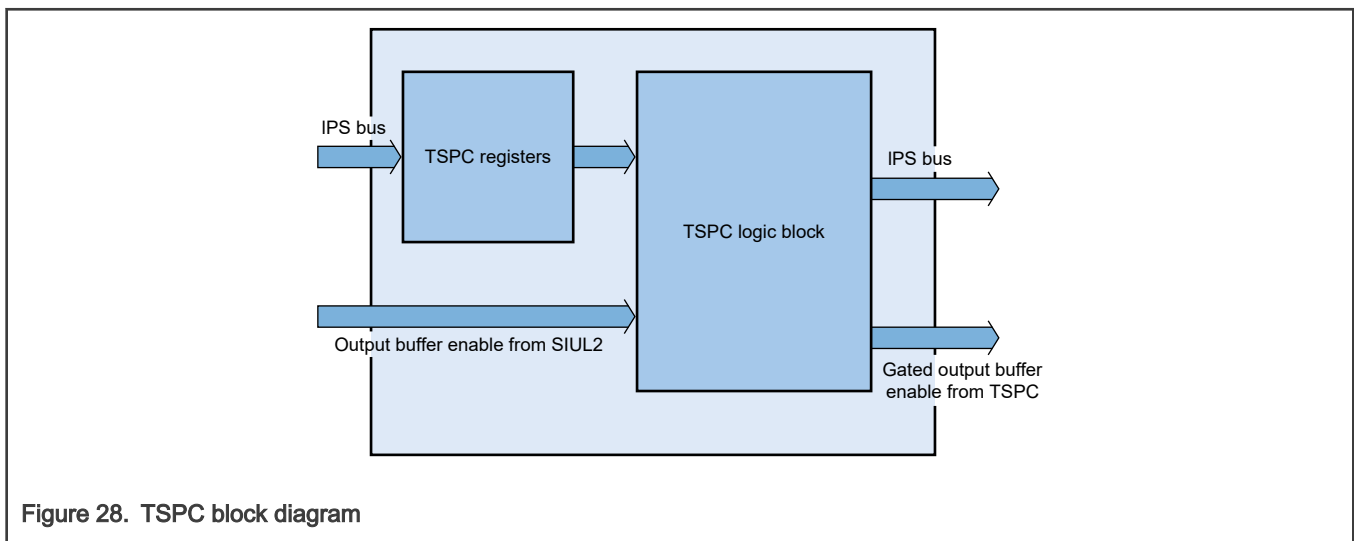 IPS bus
TSPC registers
IPS bus
TSPC logic block
Output buffer enable from SIUL2
Gated output buffer
enable from TSPC
Figure 28. TSPC block diagram